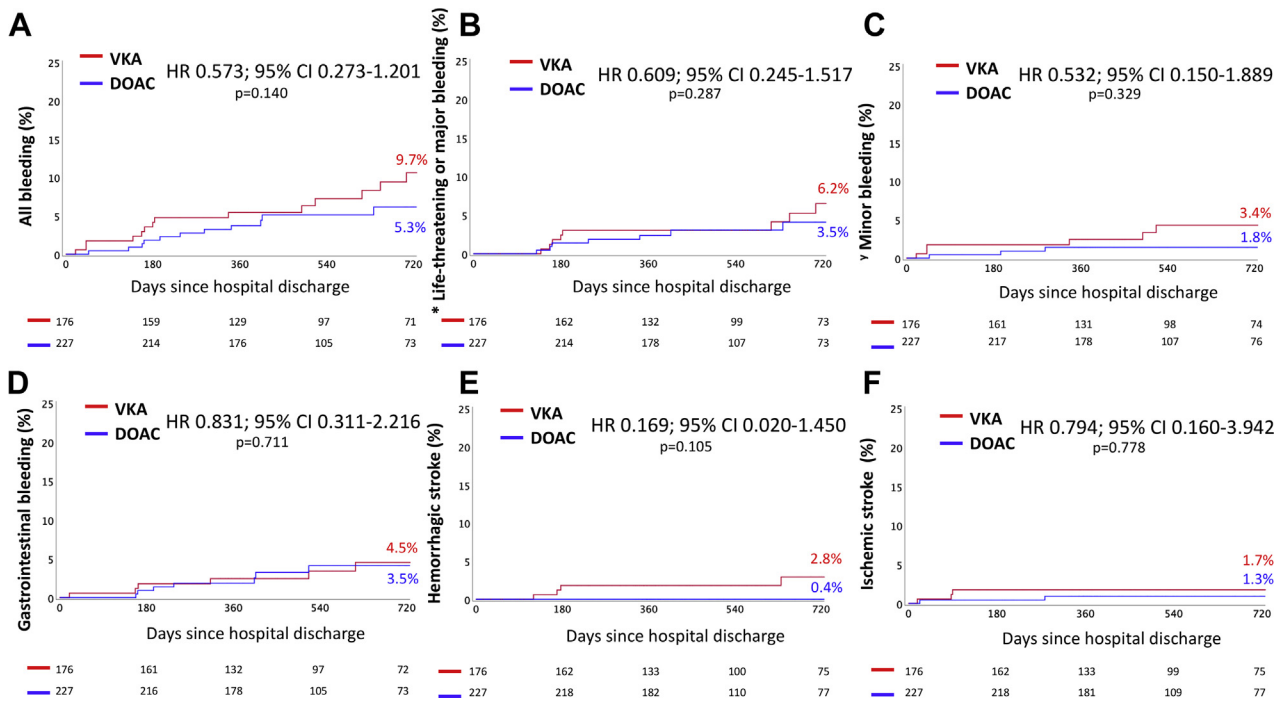 A
All bleeding (%)
VKA
DOAC
HR 0.573; 95% CI 0.273-1.201
p=0.140
25
20
15
10
5
0
9.7%
5.3%
0 180 360 540 720
Days since hospital discharge
176 159 129 97 71
227 214 176 105 73
B
* Life-threatening or major bleeding (%)
VKA
DOAC
HR 0.609; 95% CI 0.245-1.517
p=0.287
25
20
15
10
5
0
6.2%
3.5%
0 180 360 540 720
Days since hospital discharge
176 162 132 99 73
227 214 178 107 73
C
γ Minor bleeding (%)
VKA
DOAC
HR 0.532; 95% CI 0.150-1.889
p=0.329
25
20
15
10
5
0
3.4%
1.8%
0 180 360 540 720
Days since hospital discharge
176 161 131 98 74
227 217 178 107 76
D
Gastrointestinal bleeding (%)
VKA
DOAC
HR 0.831; 95% CI 0.311-2.216
p=0.711
25
20
15
10
5
0
4.5%
3.5%
0 180 360 540 720
Days since hospital discharge
176 161 132 97 72
227 216 178 105 73
E
Hemorrhagic stroke (%)
VKA
DOAC
HR 0.169; 95% CI 0.020-1.450
p=0.105
25
20
15
10
5
0
2.8%
0.4%
0 180 360 540 720
Days since hospital discharge
176 162 133 100 75
227 218 182 110 77
F
Ischemic stroke (%)
VKA
DOAC
HR 0.794; 95% CI 0.160-3.942
p=0.778
25
20
15
10
5
0
1.7%
1.3%
0 180 360 540 720
Days since hospital discharge
176 162 133 99 75
227 218 181 109 77